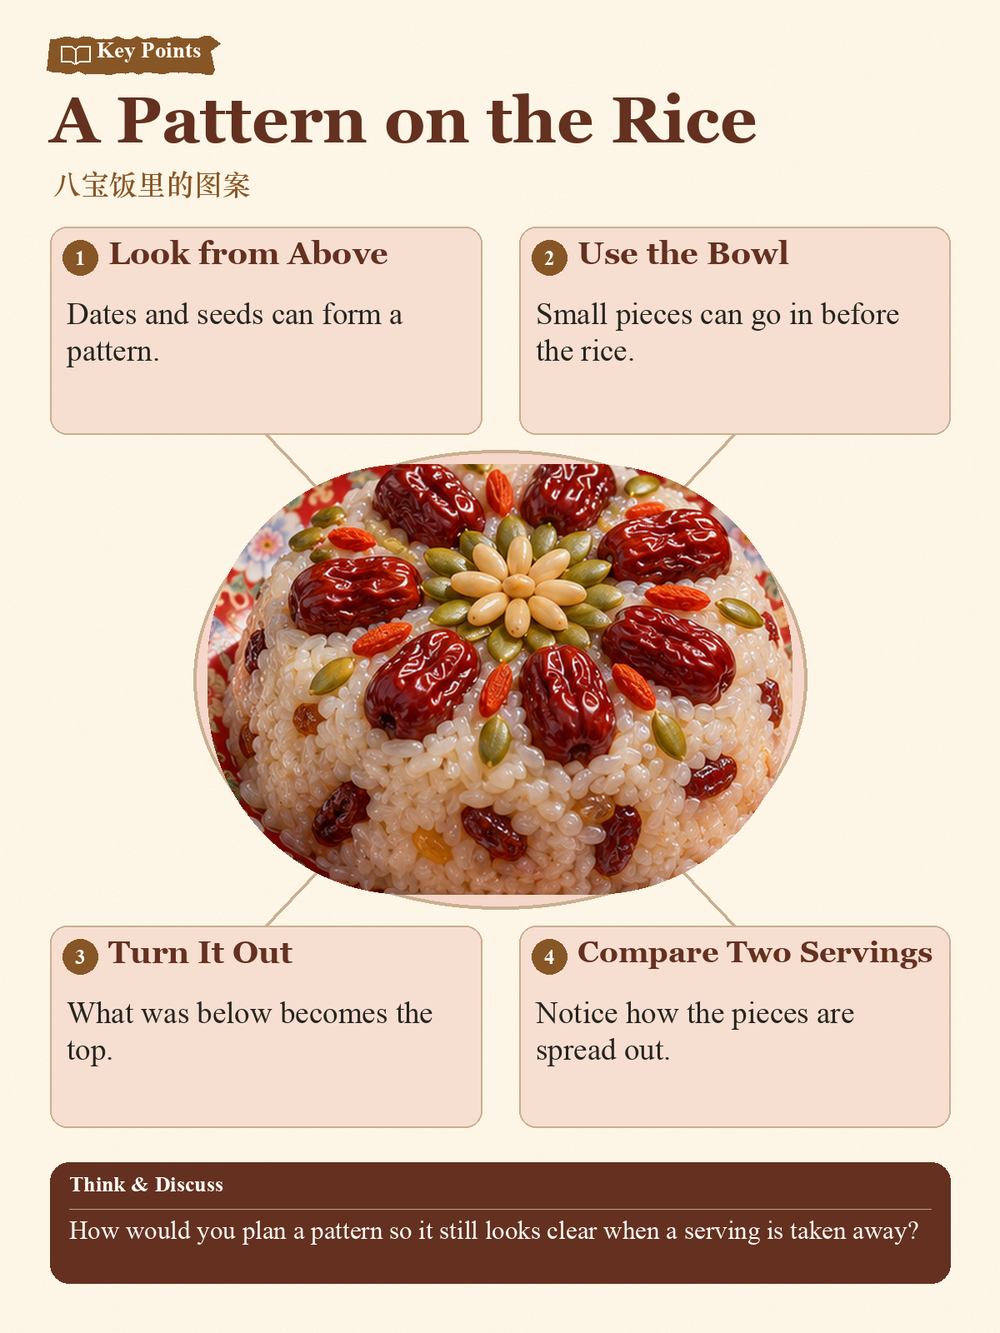 Key Points
A Pattern on the Rice
八宝饭里的图案
1 Look from Above
Dates and seeds can form a
pattern.
2 Use the Bowl
Small pieces can go in before
the rice.
3 Turn It Out
What was below becomes the
top.
4 Compare Two Servings
Notice how the pieces are
spread out.
Think & Discuss
How would you plan a pattern so it still looks clear when a serving is taken away?